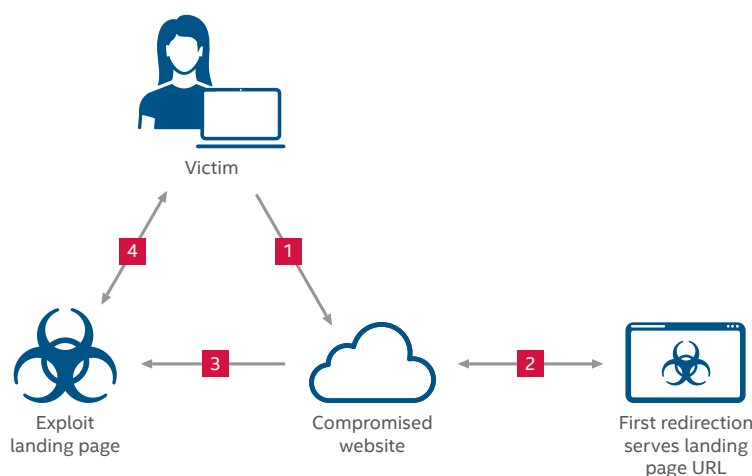 Victim
4
1
3
2
Exploit
landing page
Compromised
website
First redirection
serves landing
page URL